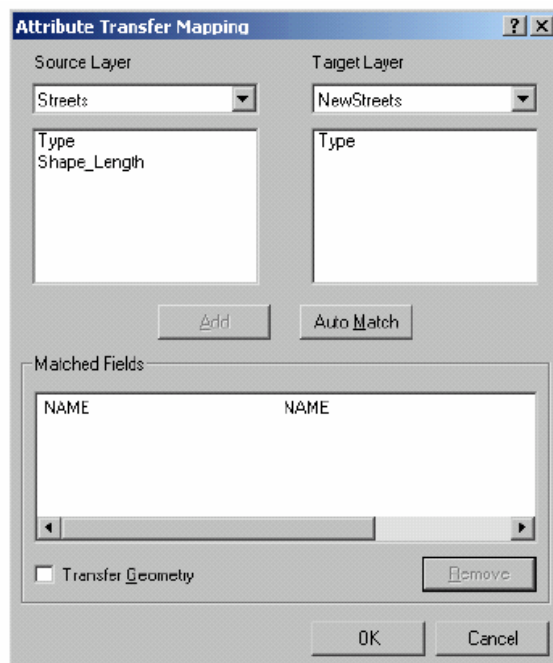 Attribute Transfer Mapping
Source Layer Target Layer
Streets NewStreets
Type Type
Shape_Length
Add Auto Match
Matched Fields
NAME NAME
Transfer Geometry Remove
OK Cancel